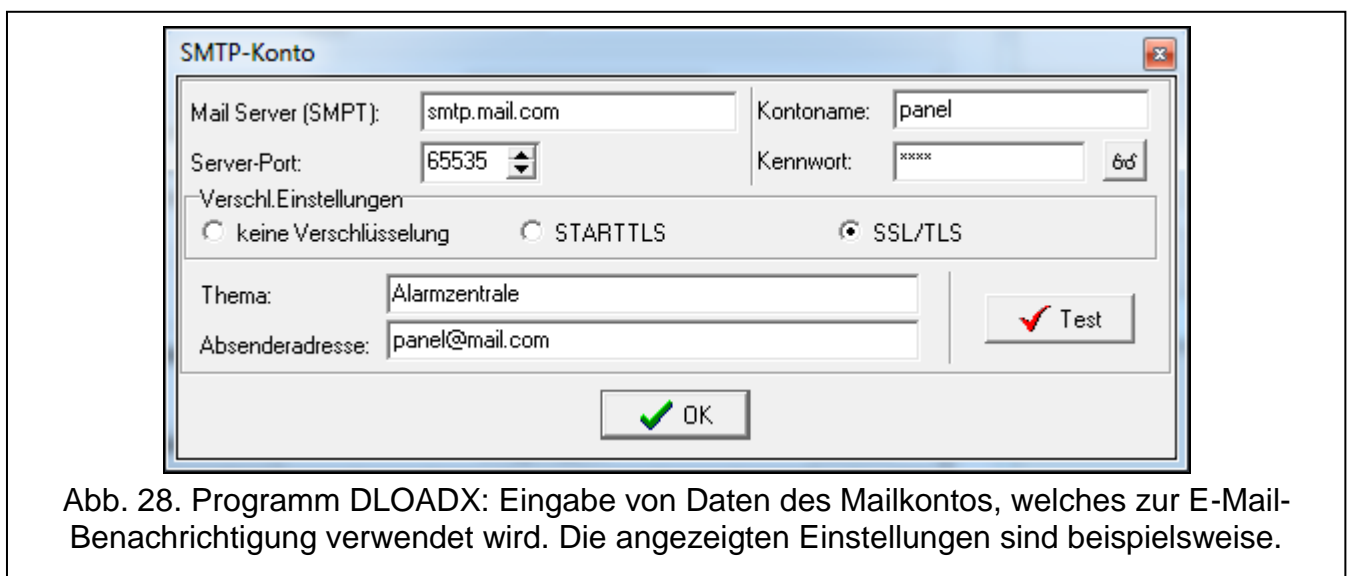 SMTP-Konto
Mail Server (SMPT): smtp.mail.com Kontoname: panel
Server-Port: 65535 Kennwort: ****
Verschl.Einstellungen
keine Verschlüsselung STARTTLS SSL/TLS
Thema: Alarmzentrale
Test
Absenderadresse: panel@mail.com
OK
Abb. 28. Programm DLOADX: Eingabe von Daten des Mailkontos, welches zur E-Mail-
Benachrichtigung verwendet wird. Die angezeigten Einstellungen sind beispielsweise.